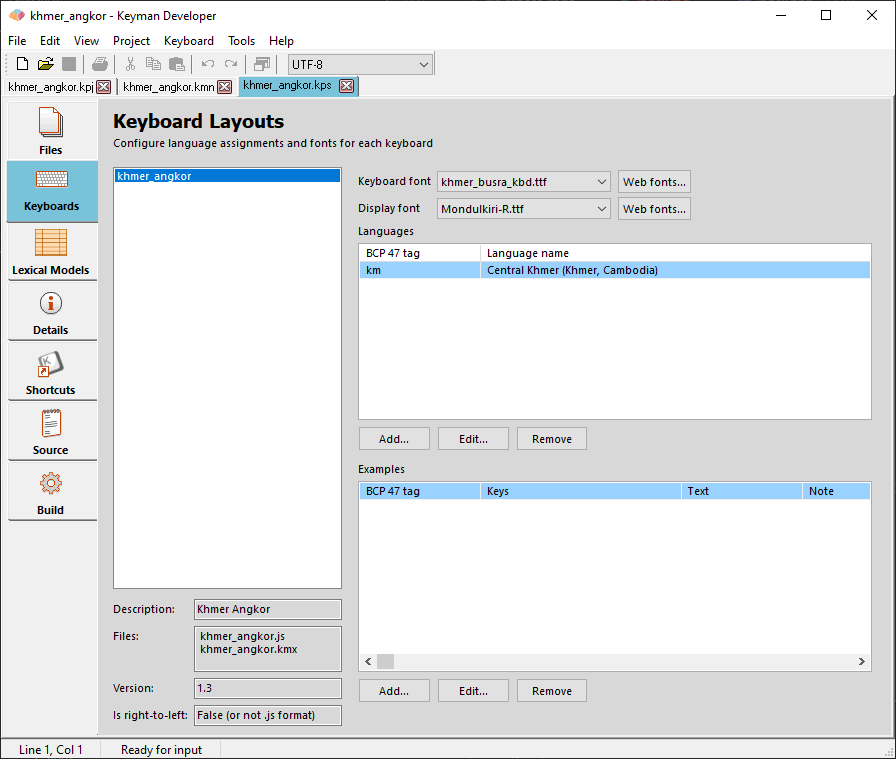 khmer_angkor - Keyman Developer
File Edit View Project Keyboard Tools Help
UTF-8
khmer_angkor.kpj khmer_angkor.kmn khmer_angkor.kps
Files
Keyboards
Lexical Models
Details
Shortcuts
Source
Build
Keyboard Layouts
Configure language assignments and fonts for each keyboard
khmer_angkor
Description: Khmer Angkor
Files: khmer_angkor.js
khmer_angkor.kmx
Version: 1.3
Is right-to-left: False (or not .js format)
Keyboard font khmer_busra_kbd.ttf Web fonts...
Display font Mondulkiri-R.ttf Web fonts...
Languages
BCP 47 tag Language name
km Central Khmer (Khmer, Cambodia)
Add... Edit... Remove
Examples
BCP 47 tag Keys Text Note
Add... Edit... Remove
Line 1, Col 1 Ready for input